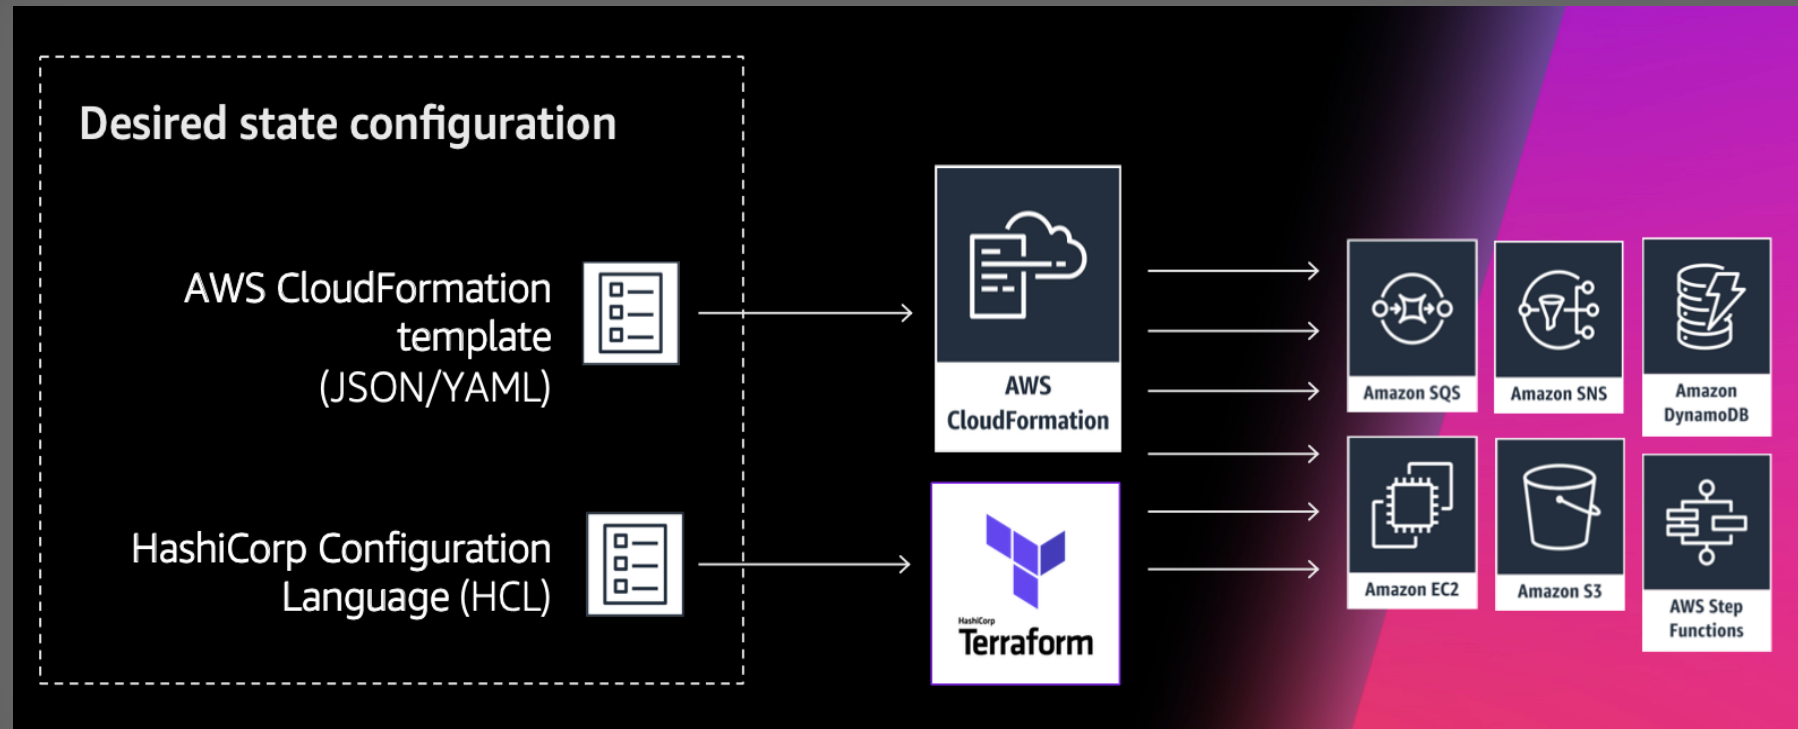 Desired state configuration
AWS CloudFormation
template
(JSON/YAML)
HashiCorp Configuration
Language (HCL)
AWS
CloudFormation
HashiCorp
Terraform
Amazon SQS
Amazon SNS
Amazon
DynamoDB
Amazon EC2
Amazon S3
AWS Step
Functions